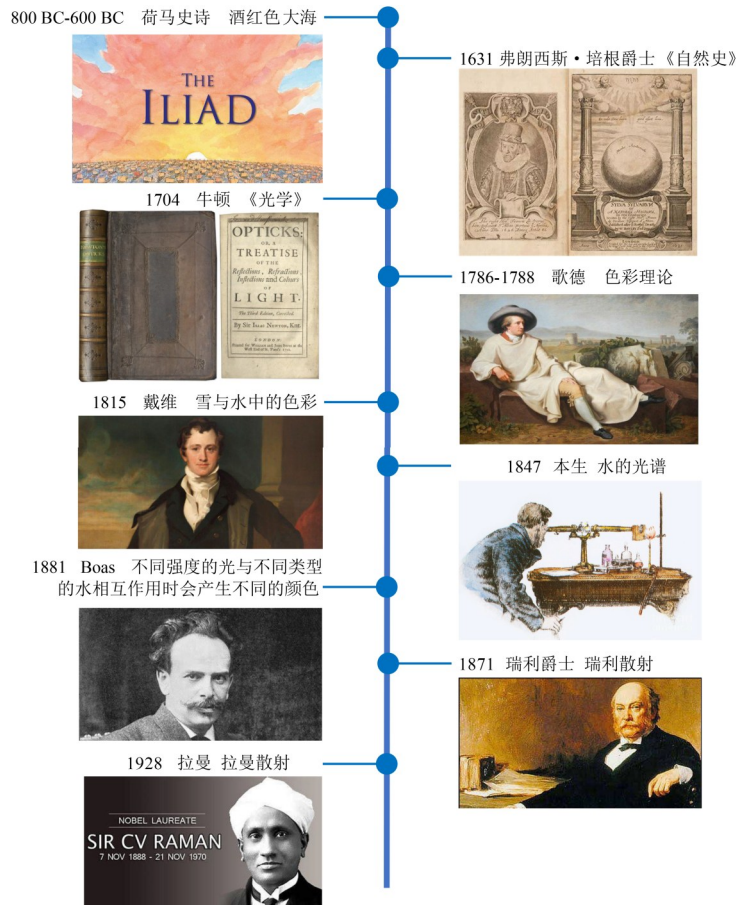 800 BC-600 BC 荷马史诗 酒红色大海
THE
ILIAD
1631 弗朗西斯·培根爵士《自然史》
1704 牛顿 《光学》
OPTICKS:
OR, A
TREATISE
OF THE
Reflections, Refractions,
Inflections and Colours
OF
LIGHT.
By Sir ISAAC NEWTON, Knt.
LONDON:
1786-1788 歌德 色彩理论
1815 戴维 雪与水中的色彩
1847 本生 水的光谱
1881 Boas 不同强度的光与不同类型
的水相互作用时会产生不同的颜色
1871 瑞利爵士 瑞利散射
1928 拉曼 拉曼散射
NOBEL LAUREATE
SIR CV RAMAN
7 NOV 1888 - 21 NOV 1970